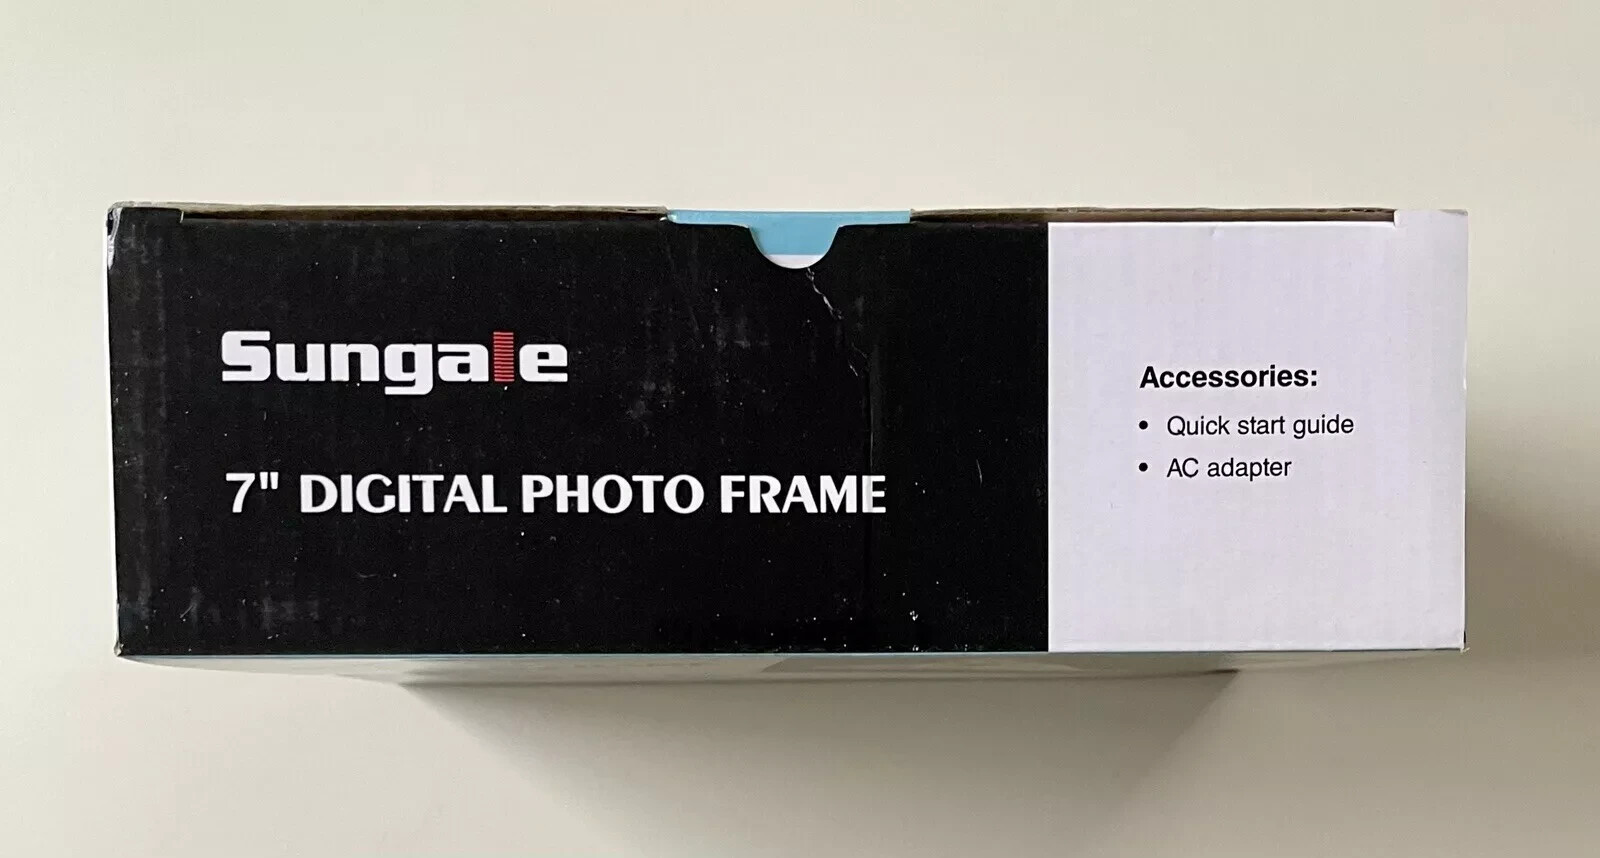 Sungale
7" DIGITAL PHOTO FRAME
Accessories:
• Quick start guide
• AC adapter